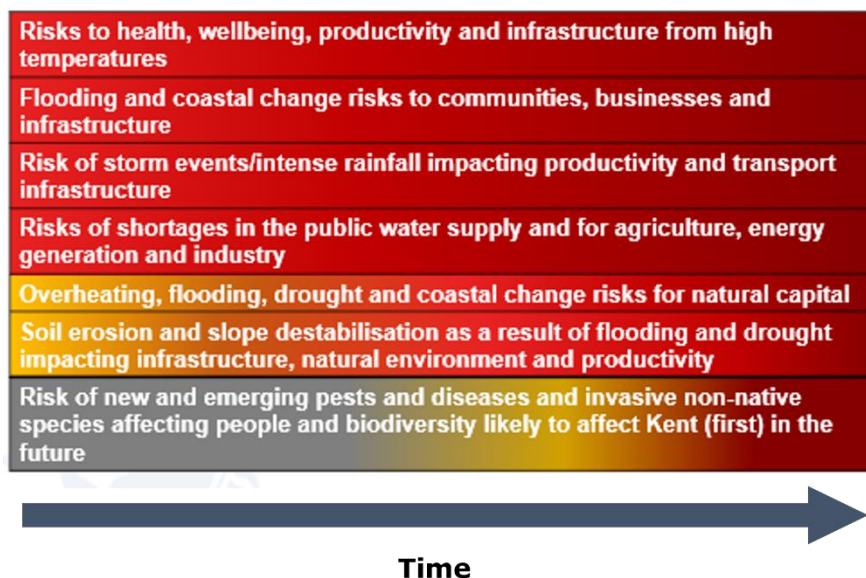 Risks to health, wellbeing, productivity and infrastructure from high
temperatures
Flooding and coastal change risks to communities, businesses and
infrastructure
Risk of storm events/intense rainfall impacting productivity and transport
infrastructure
Risks of shortages in the public water supply and for agriculture, energy
generation and industry
Overheating, flooding, drought and coastal change risks for natural capital
Soil erosion and slope destabilisation as a result of flooding and drought
impacting infrastructure, natural environment and productivity
Risk of new and emerging pests and diseases and invasive non-native
species affecting people and biodiversity likely to affect Kent (first) in the
future
Time